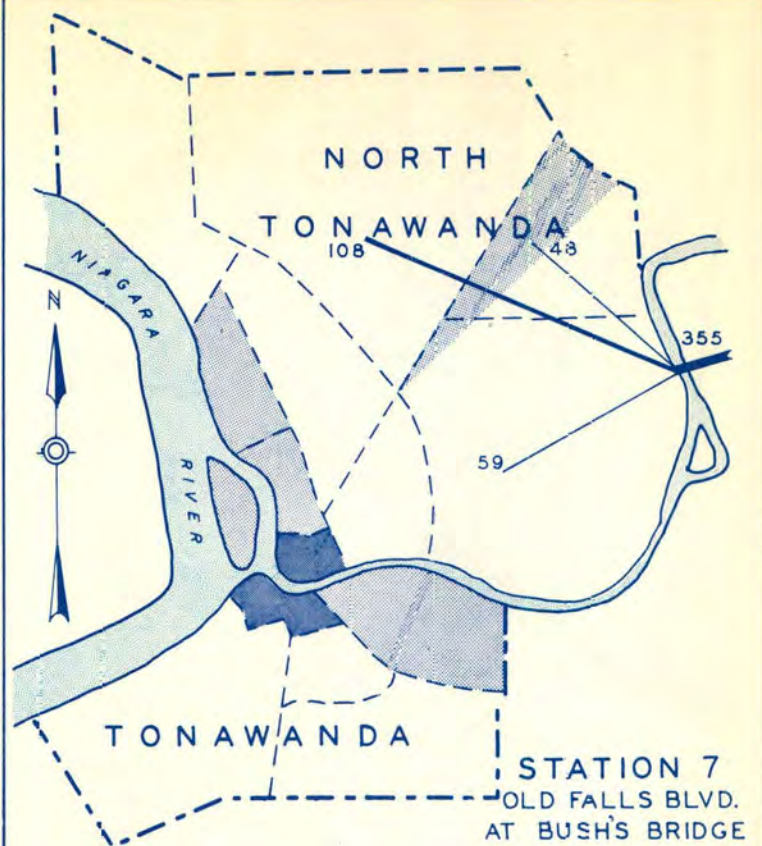 NORTH
TONAWANDA
108
48
NIAGARA
N
355
59
RIVER
TONAWANDA
STATION 7
OLD FALLS BLVD.
AT BUSH'S BRIDGE